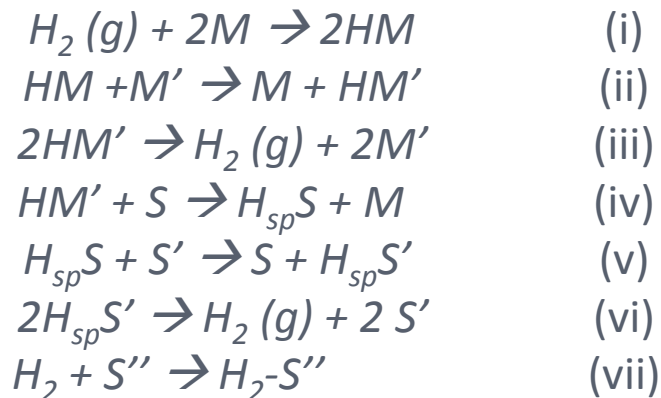 H₂ (g) + 2M → 2HM (i)
HM +M’ → M + HM’ (ii)
2HM’ → H₂ (g) + 2M’ (iii)
HM’ + S → HₛₚS + M (iv)
HₛₚS + S’ → S + HₛₚS’ (v)
2HₛₚS’ → H₂ (g) + 2 S’ (vi)
H₂ + S’’ → H₂-S’’ (vii)